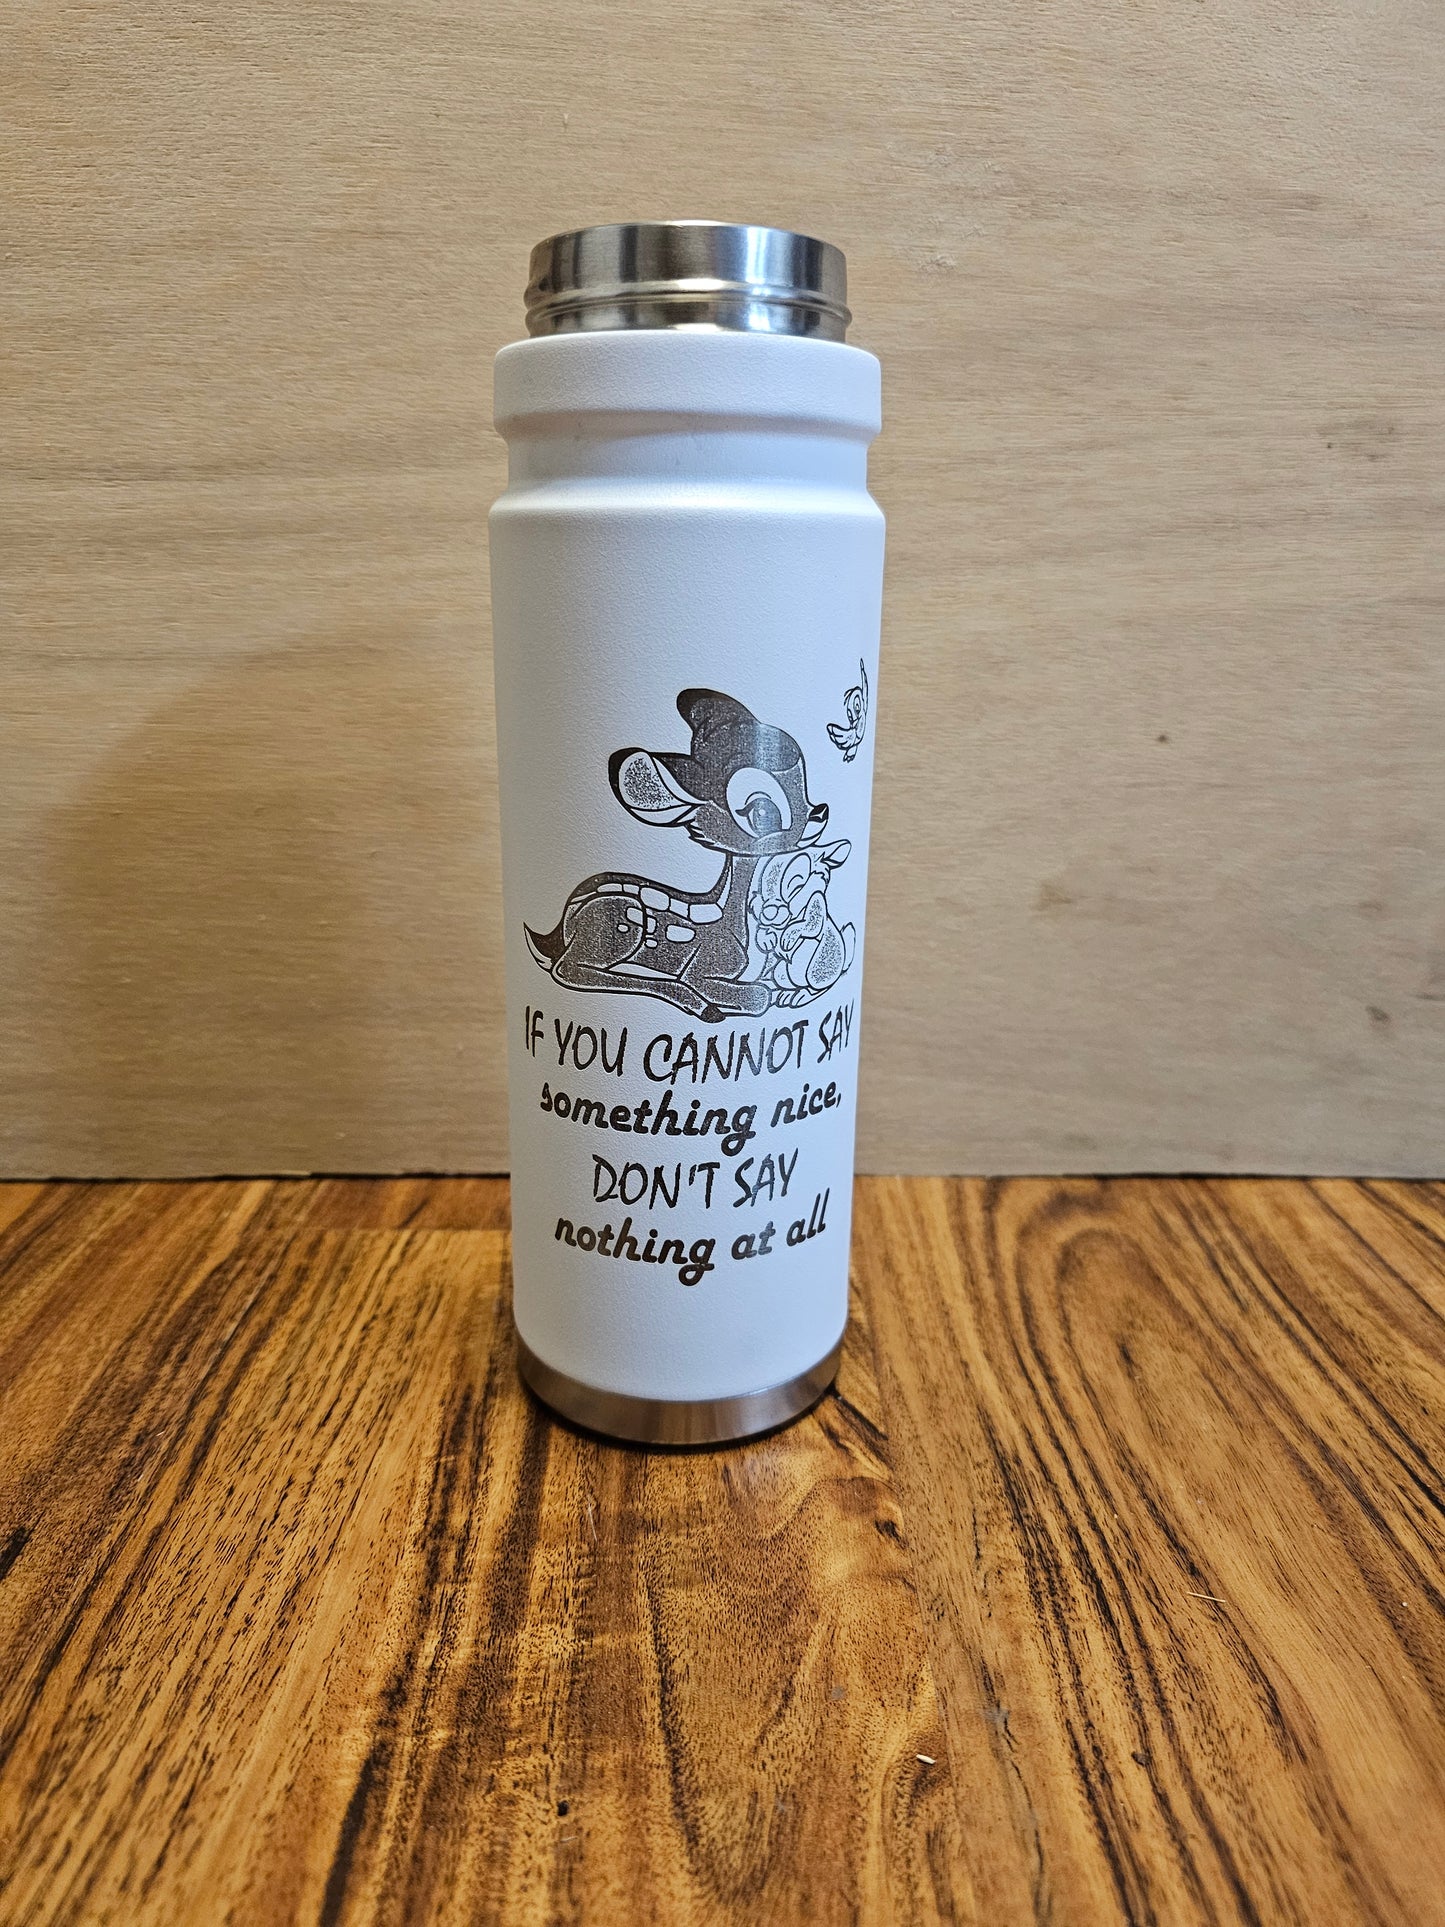 IF YOU CANNOT SAY
something nice,
DON'T SAY
nothing at all